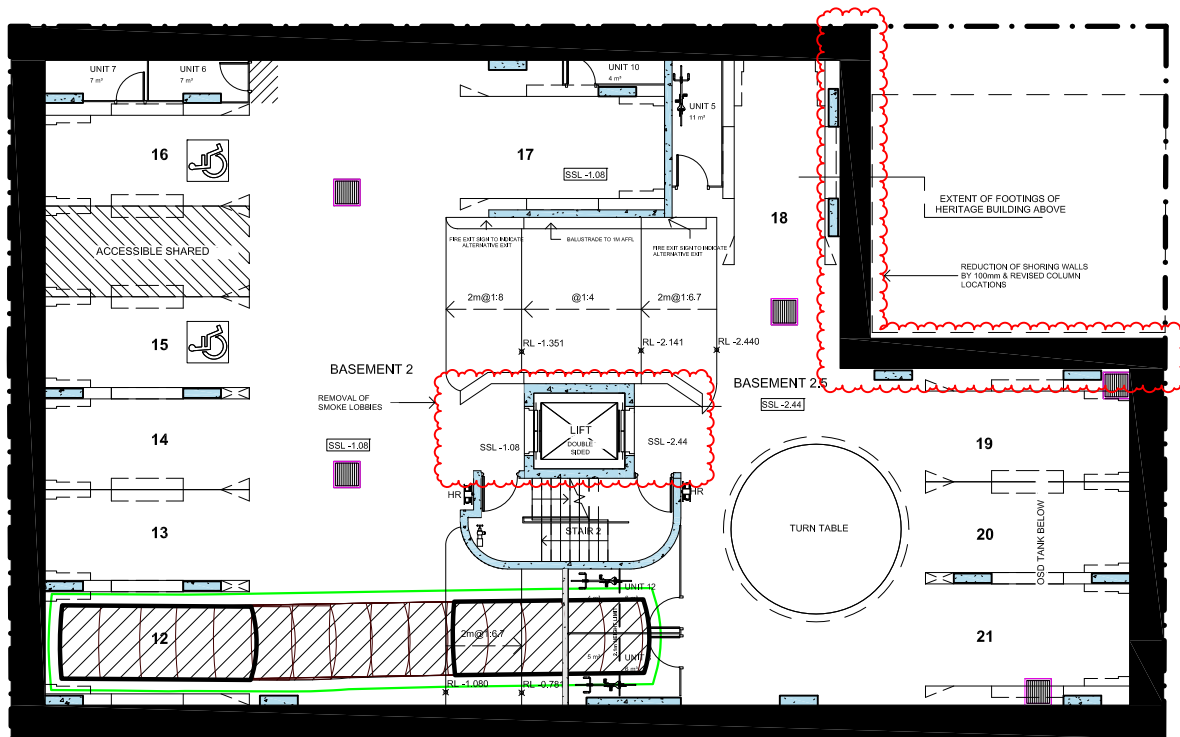 UNIT 7
7 m²
UNIT 6
7 m²
UNIT 10
4 m²
UNIT 5
11 m²
16
17
SSL -1.08
18
EXTENT OF FOOTINGS OF
HERITAGE BUILDING ABOVE
ACCESSIBLE SHARED
FIRE EXIT SIGN TO INDICATE
ALTERNATIVE EXIT
BALUSTRADE TO 1M AFFL
FIRE EXIT SIGN TO INDICATE
ALTERNATIVE EXIT
REDUCTION OF SHORING WALLS
BY 100mm & REVISED COLUMN
LOCATIONS
2m@1:8
@1:4
2m@1:6.7
15
RL -1.351
RL -2.141
RL -2.440
BASEMENT 2
BASEMENT 2.5
REMOVAL OF
SMOKE LOBBIES
SSL -2.44
LIFT
DOUBLE
SIDED
14
SSL -1.08
SSL -1.08
SSL -2.44
19
HR
HR
13
STAIR 2
TURN TABLE
20
OSD TANK BELOW
UNIT 12
12
2m@1:6.7
5 m²
UNIT
21
RL -1.080
RL -0.781